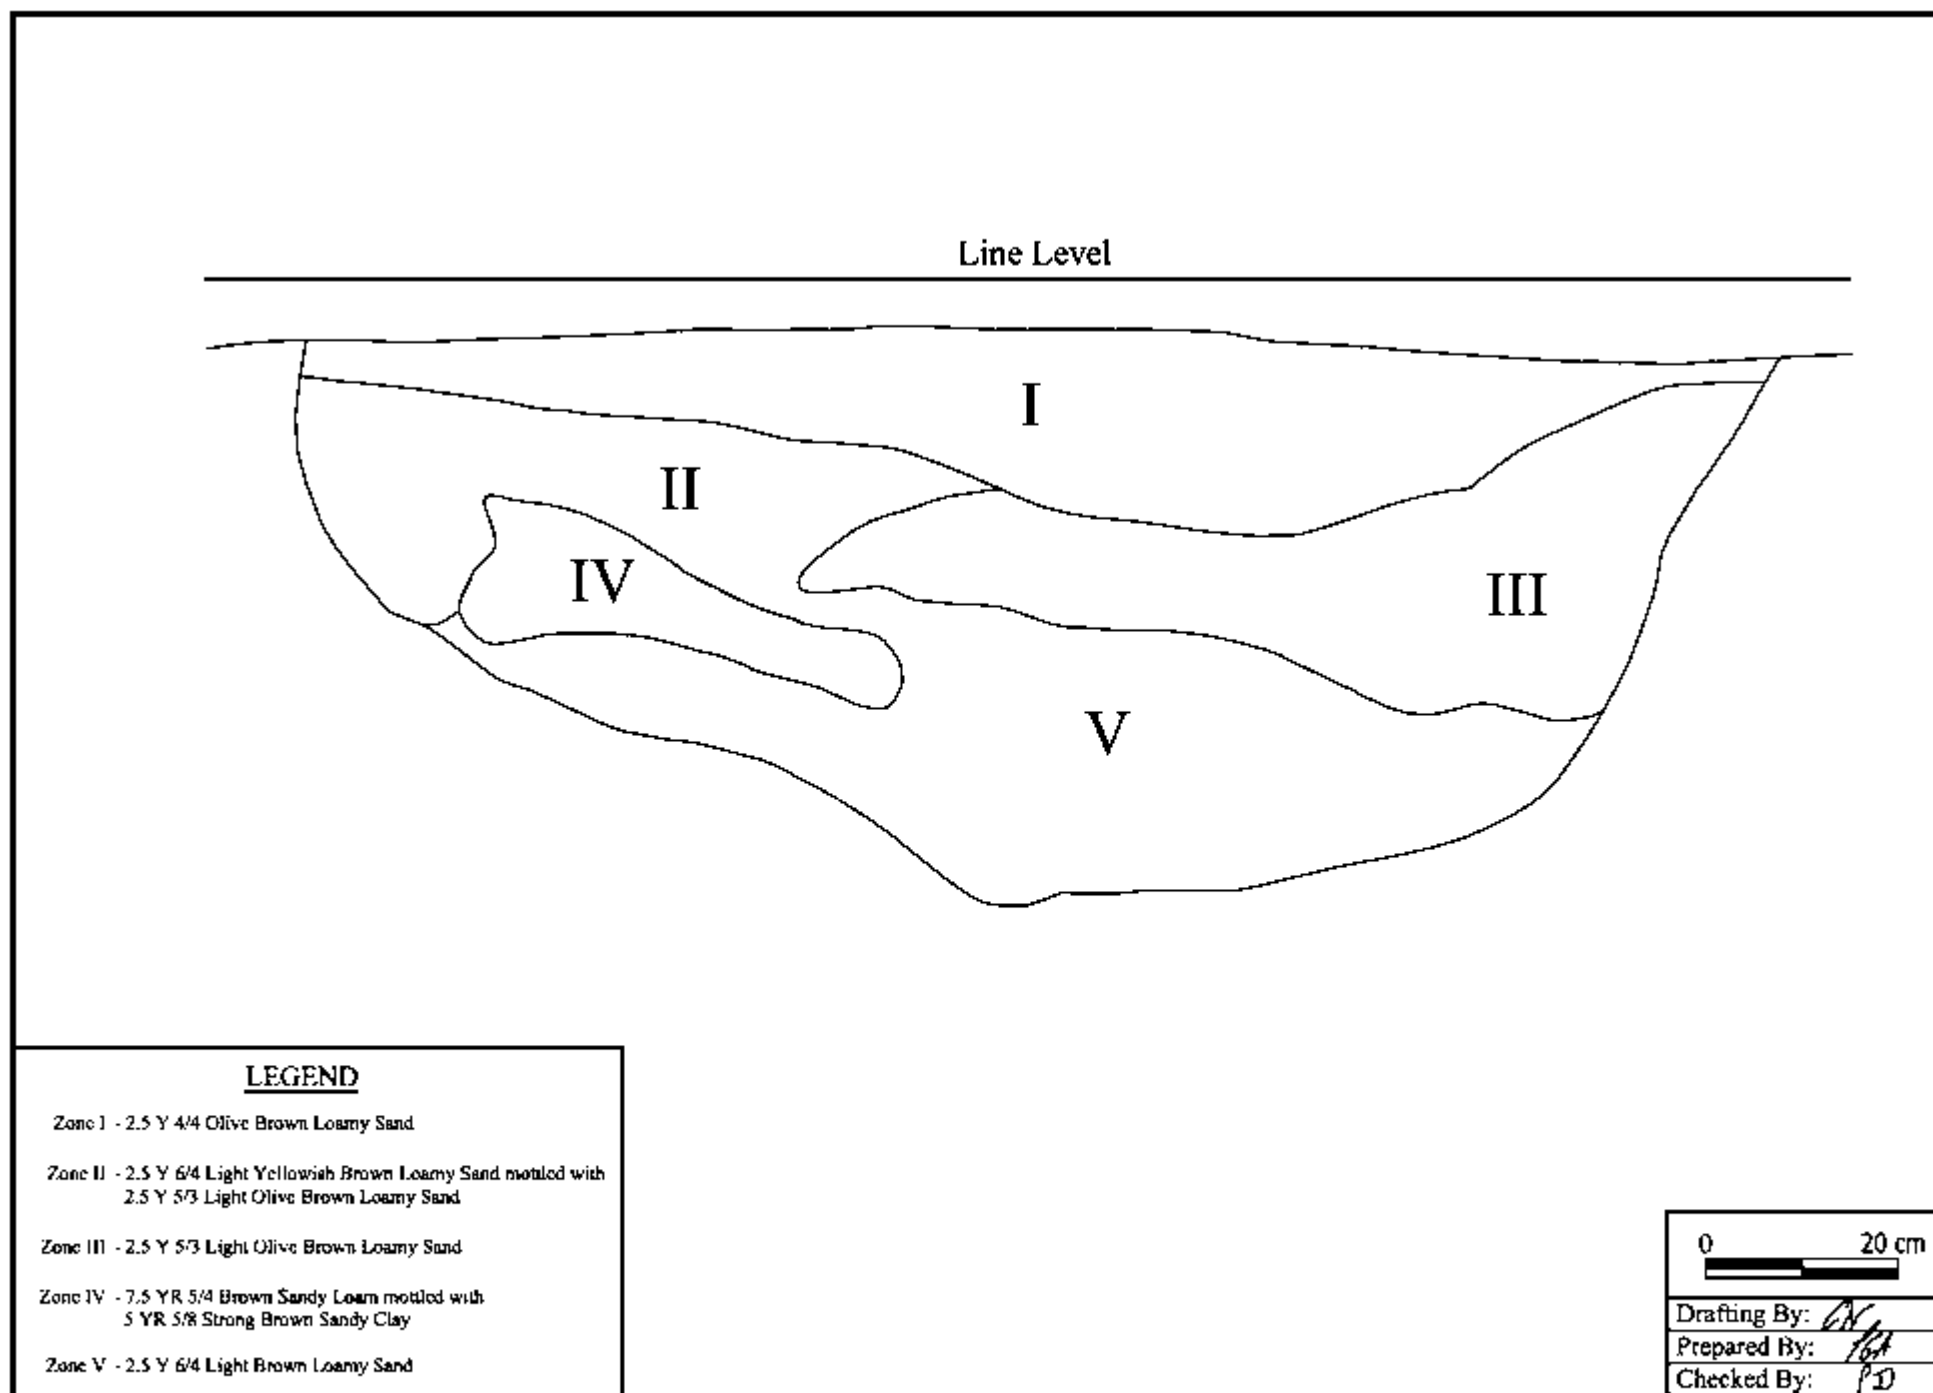 Line Level
I
II
III
IV
V
LEGEND
Zone I - 2.5 Y 4/4 Olive Brown Loamy Sand
Zone II - 2.5 Y 6/4 Light Yellowish Brown Loamy Sand mottled with
2.5 Y 5/3 Light Olive Brown Loamy Sand
Zone III - 2.5 Y 5/3 Light Olive Brown Loamy Sand
Zone IV - 7.5 YR 5/4 Brown Sandy Loam mottled with
5 YR 5/8 Strong Brown Sandy Clay
Zone V - 2.5 Y 6/4 Light Brown Loamy Sand
0 20 cm
Drafting By:
Prepared By:
Checked By: